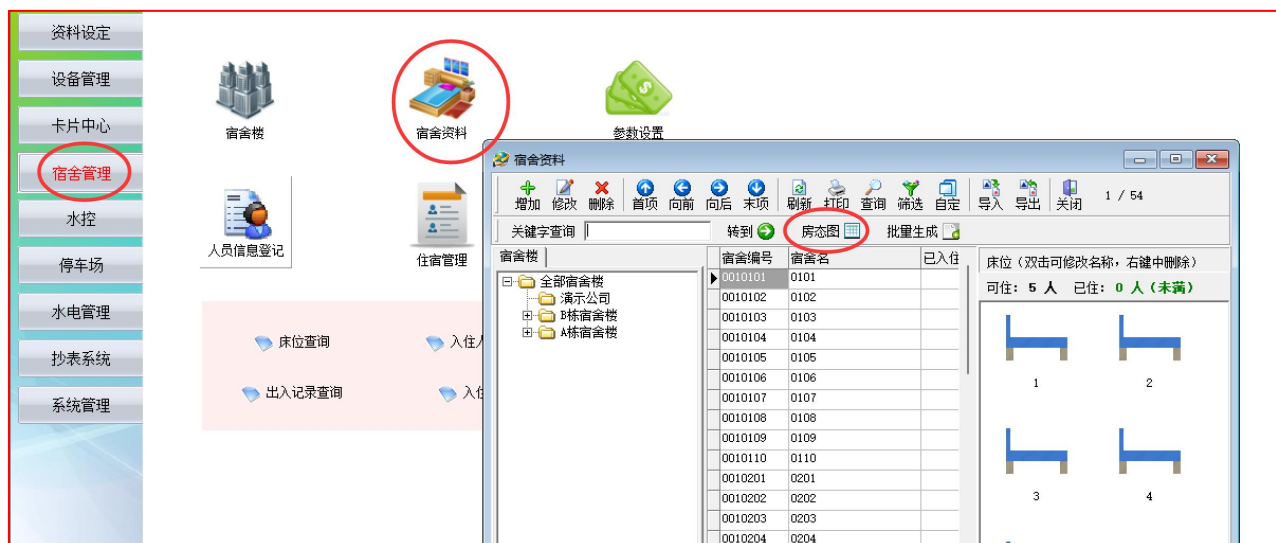 资料设定
设备管理
卡片中心
宿舍管理
水控
停车场
水电管理
抄表系统
系统管理
宿舍楼
宿舍资料
参数设置
人员信息登记
住宿管理
床位查询
入住人
出入记录查询
入住
宿舍资料
增加 修改 删除 首项 向前 向后 末项 刷新 打印 查询 筛选 自定 导入 导出 关闭 1 / 54
关键字查询 转到 房态图 批量生成
宿舍楼
全部宿舍楼
演示公司
B栋宿舍楼
A栋宿舍楼
宿舍编号 宿舍名 已入住
0010101 0101
0010102 0102
0010103 0103
0010104 0104
0010105 0105
0010106 0106
0010107 0107
0010108 0108
0010109 0109
0010110 0110
0010201 0201
0010202 0202
0010203 0203
0010204 0204
床位（双击可修改名称，右键中删除）
可住: 5 人 已住: 0 人（未满）
1 2
3 4